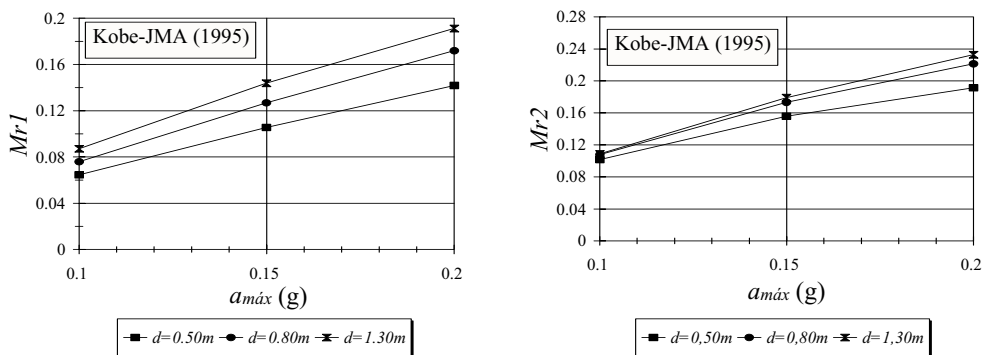 Kobe-JMA (1995)
Mr1
0.2
0.16
0.12
0.08
0.04
0
0.1 0.15 0.2
amáx (g)
d=0.50m d=0.80m d=1.30m
Kobe-JMA (1995)
Mr2
0.28
0.24
0.2
0.16
0.12
0.08
0.04
0
0.1 0.15 0.2
amáx (g)
d=0,50m d=0,80m d=1,30m